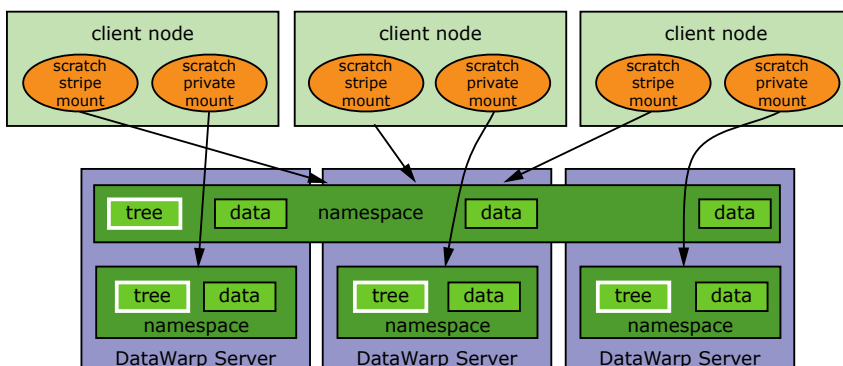 client node
scratch
stripe
mount
scratch
private
mount
client node
scratch
stripe
mount
scratch
private
mount
client node
scratch
stripe
mount
scratch
private
mount
tree
data
namespace
data
data
tree
data
namespace
tree
data
namespace
tree
data
namespace
DataWarp Server
DataWarp Server
DataWarp Server